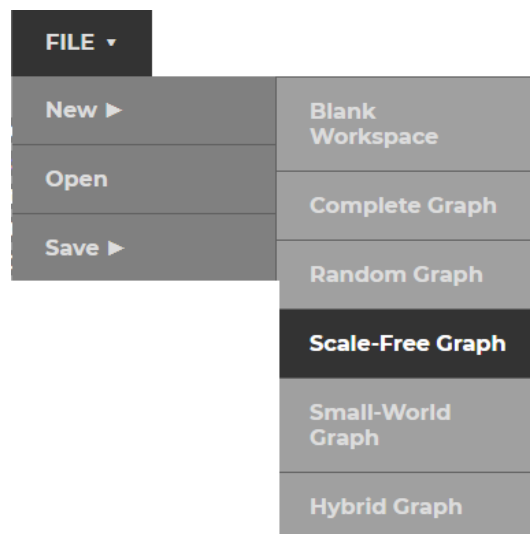 FILE ▾
New ▶
Open
Save ▶
Blank
Workspace
Complete Graph
Random Graph
Scale-Free Graph
Small-World
Graph
Hybrid Graph